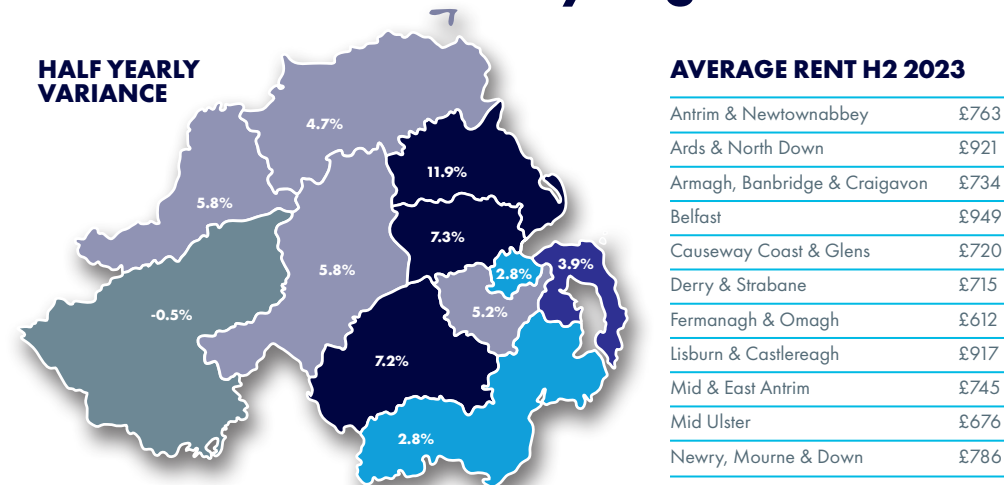 HALF YEARLY
VARIANCE
4.7%
11.9%
5.8%
7.3%
5.8%
2.8%
3.9%
-0.5%
5.2%
7.2%
2.8%
AVERAGE RENT H2 2023
Antrim & Newtownabbey £763
Ards & North Down £921
Armagh, Banbridge & Craigavon £734
Belfast £949
Causeway Coast & Glens £720
Derry & Strabane £715
Fermanagh & Omagh £612
Lisburn & Castlereagh £917
Mid & East Antrim £745
Mid Ulster £676
Newry, Mourne & Down £786